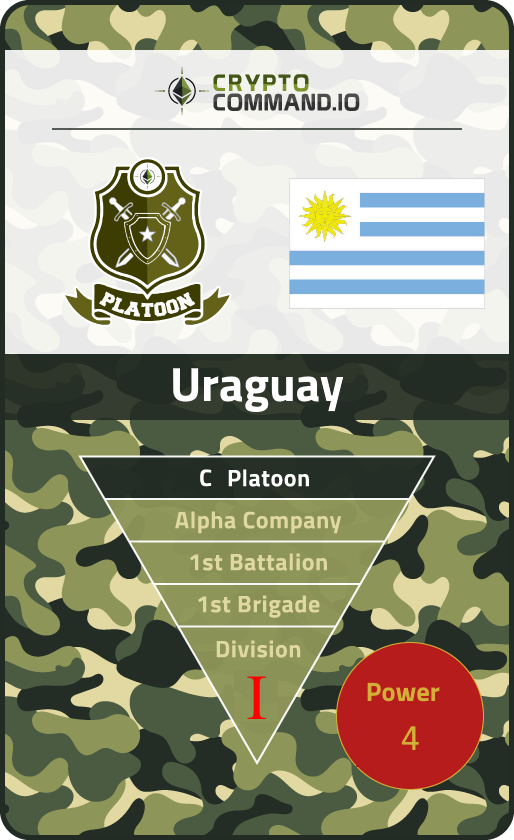 CRYPTO
COMMAND.IO
PLATOON
Uraguay
C Platoon
Alpha Company
1st Battalion
1st Brigade
Division
I
Power
4